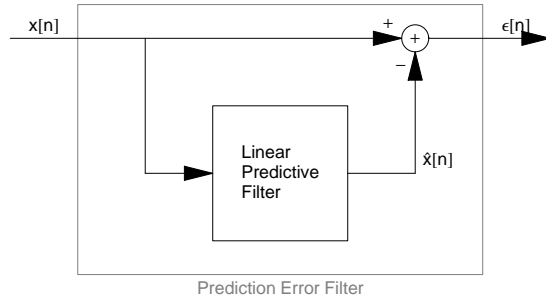 x[n]
+
+
ϵ[n]
−
Linear
Predictive
Filter
x̂[n]
Prediction Error Filter